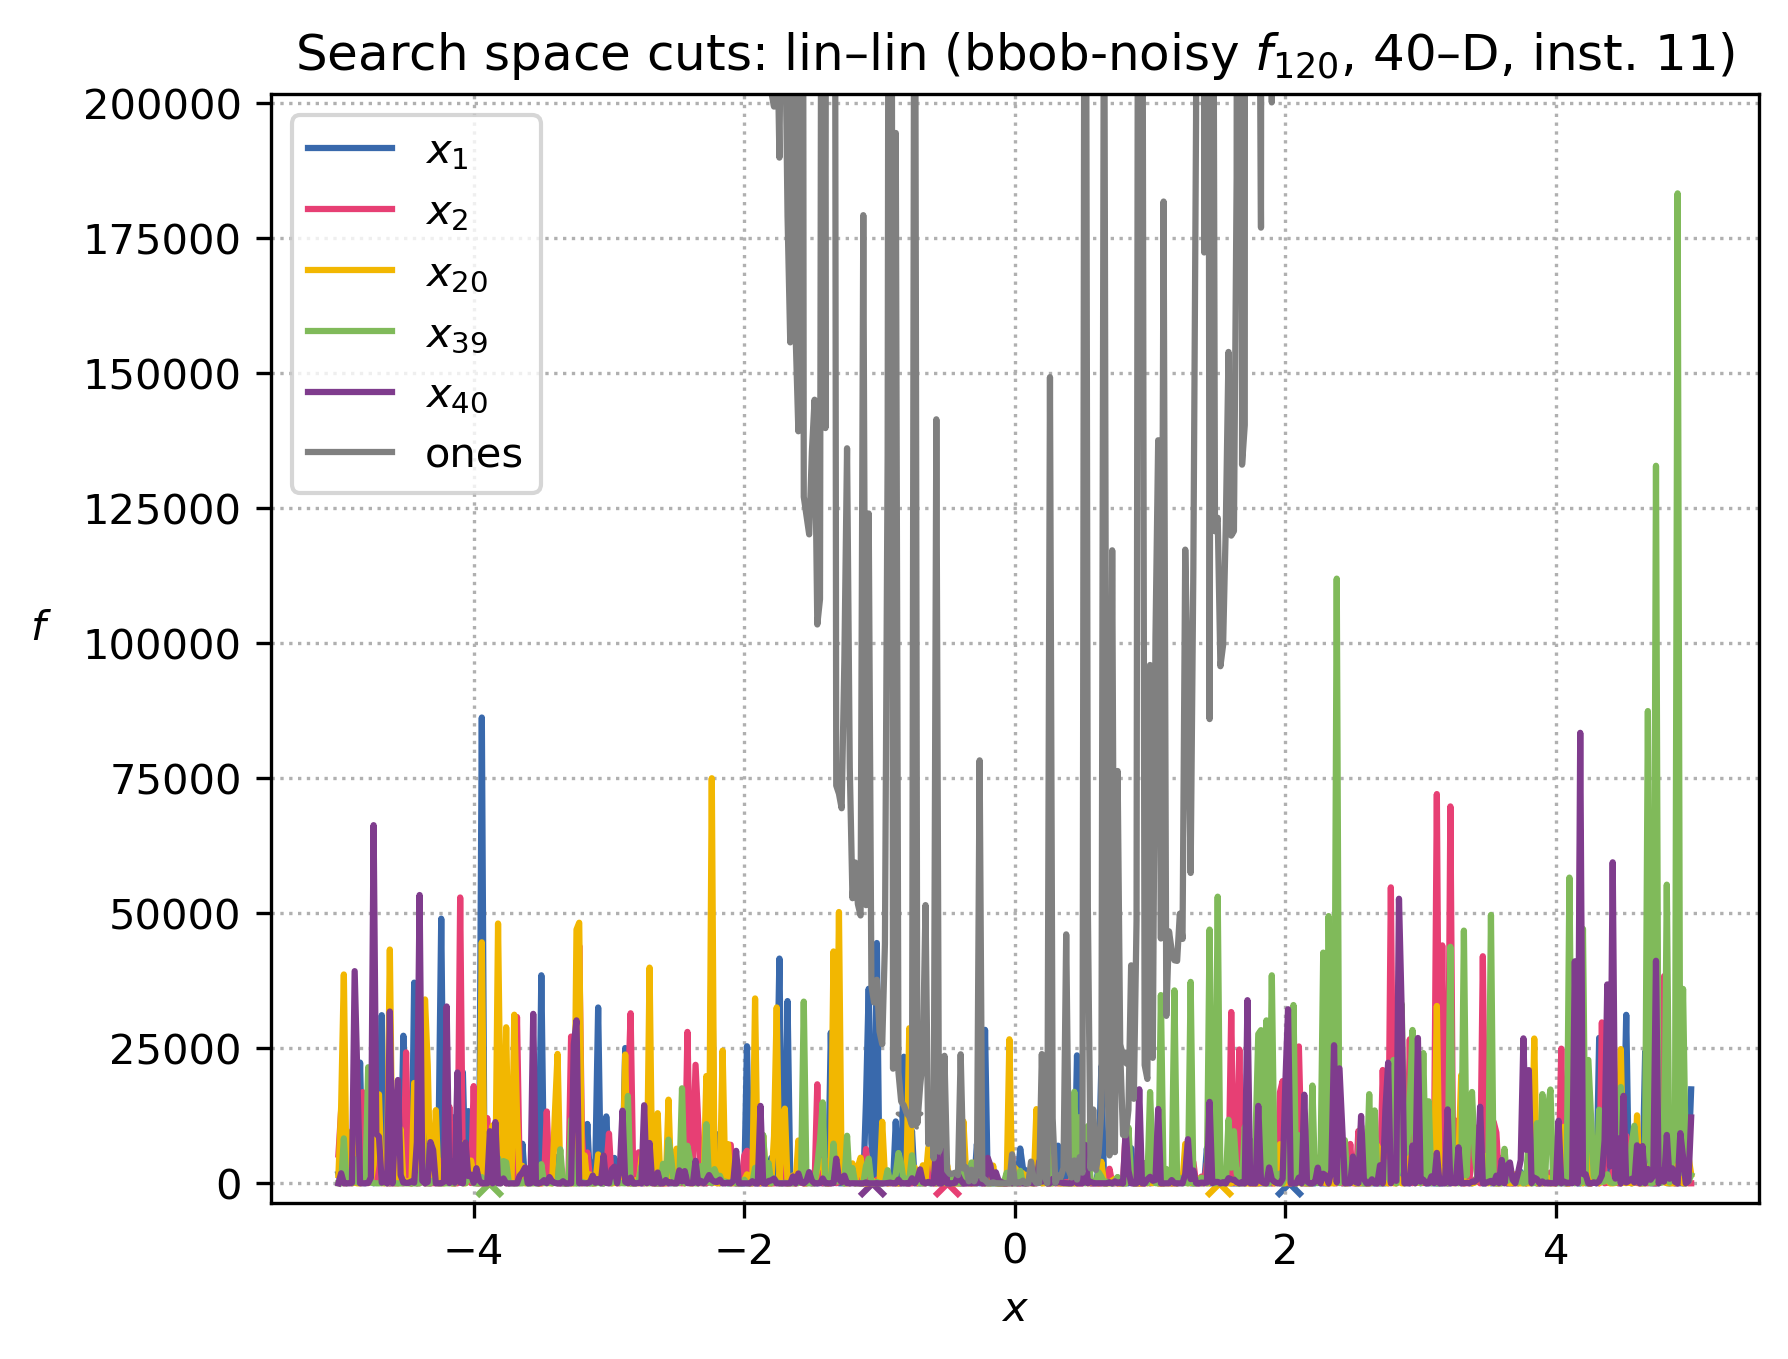 Search space cuts: lin–lin (bbob-noisy f₁₂₀, 40–D, inst. 11)
200000
175000
150000
125000
100000
75000
50000
25000
0
f
x₁
x₂
x₂₀
x₃₉
x₄₀
ones
−4
−2
0
2
4
x